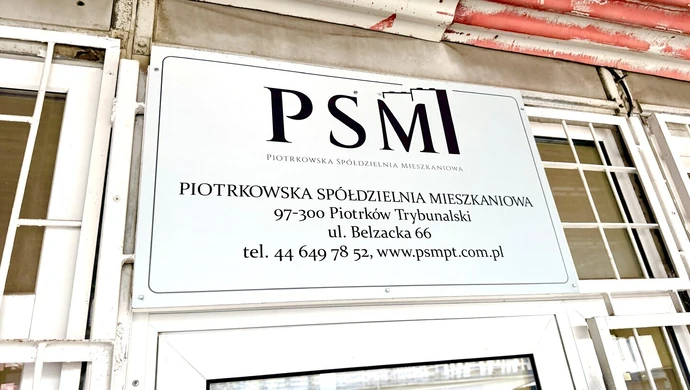 PSM
Piotrkowska Spółdzielnia Mieszkaniowa
PIOTRKOWSKA SPÓŁDZIELNIA MIESZKANIOWA
97-300 Piotrków Trybunalski
ul. Belzacka 66
tel. 44 649 78 52, www.psmpt.com.pl